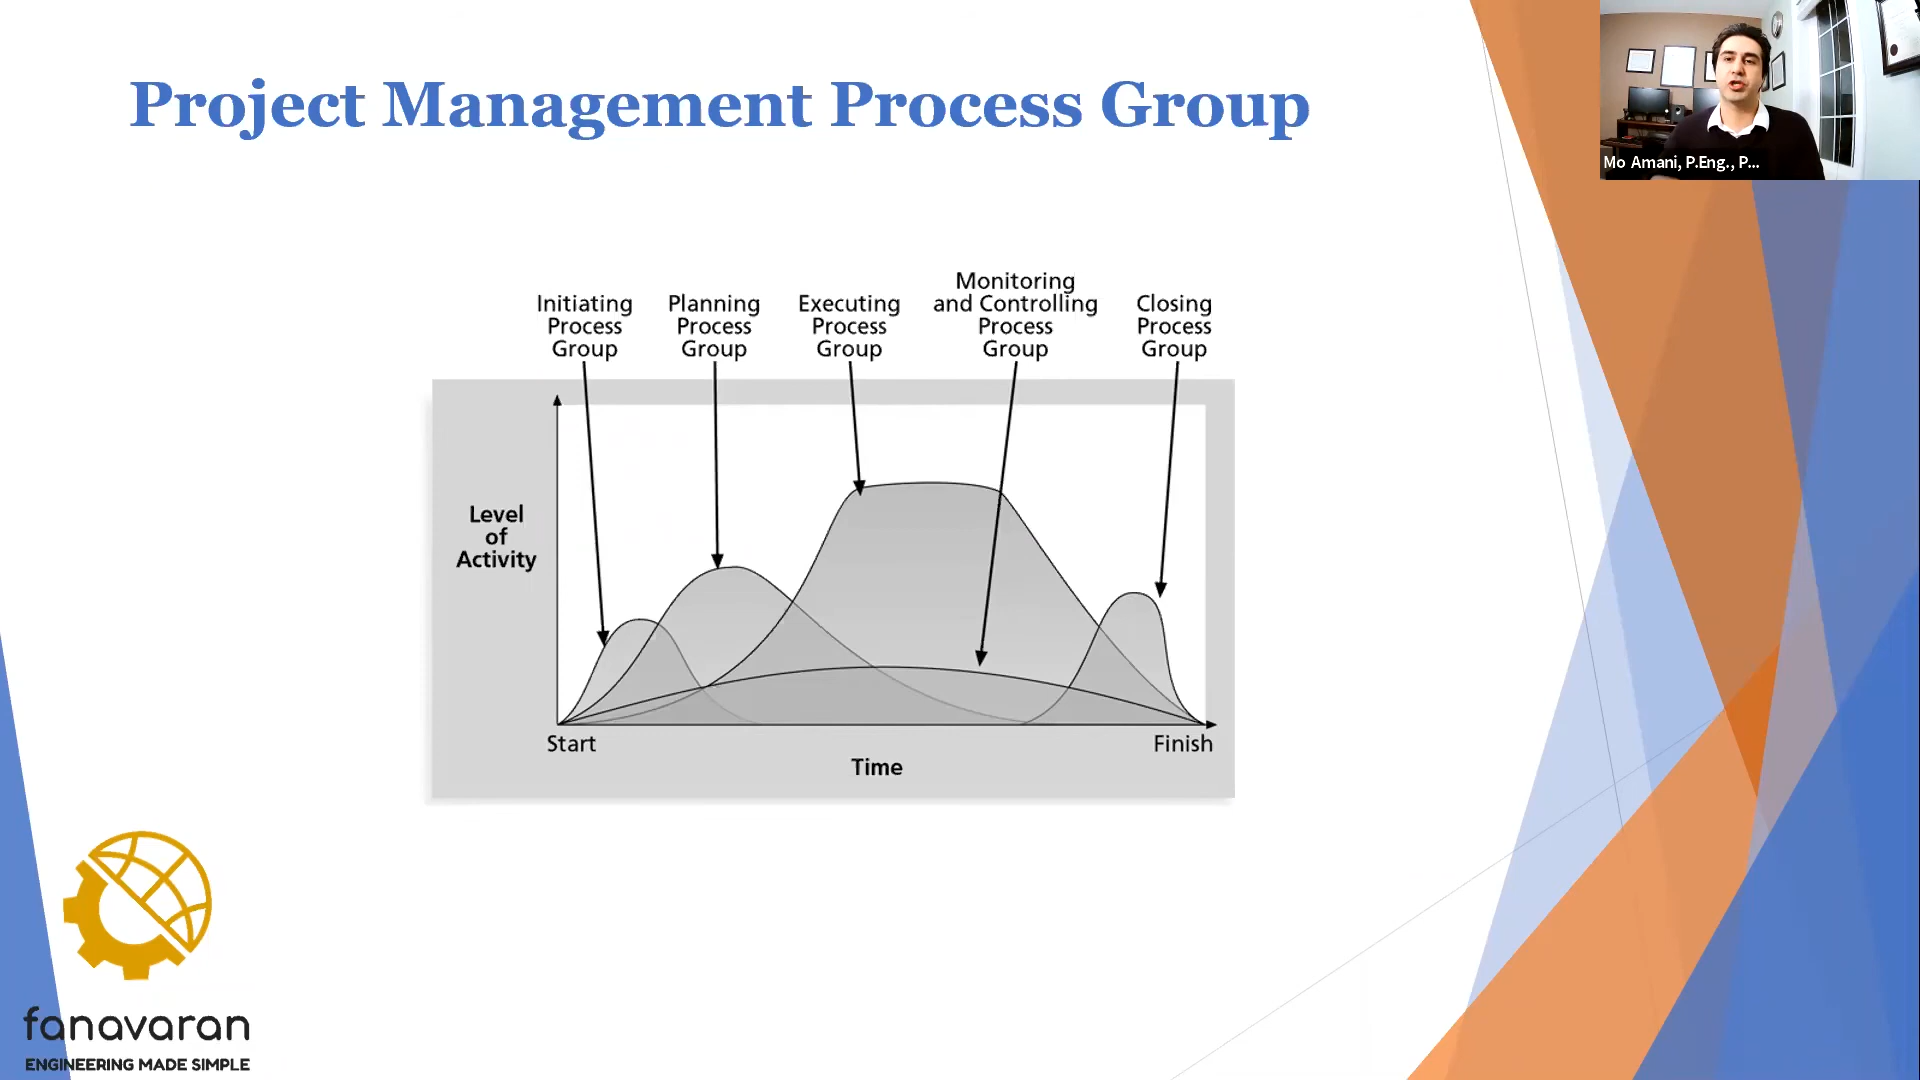 Project Management Process Group
Mo Amani, P.Eng., P...
Initiating
Process
Group
Planning
Process
Group
Executing
Process
Group
Monitoring
and Controlling
Process
Group
Closing
Process
Group
Level
of
Activity
Start
Finish
Time
fanavaran
ENGINEERING MADE SIMPLE